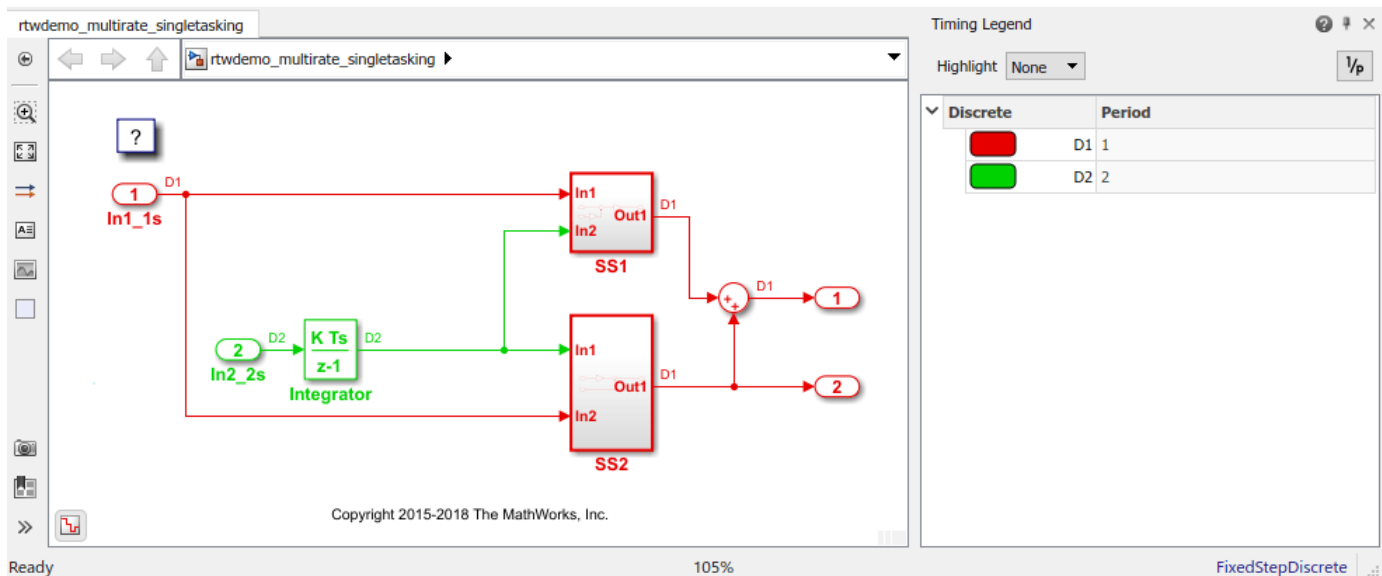 rtwdemo_multirate_singletasking
Timing Legend
rtwdemo_multirate_singletasking
Highlight None
1/p
Discrete Period
D1 1
D2 2
?
1
D1
In1_1s
In1
In2
Out1
D1
SS1
D1
1
2
D2
In2_2s
K Ts
z-1
D2
Integrator
In1
In2
Out1
D1
SS2
+
+
2
Copyright 2015-2018 The MathWorks, Inc.
Ready
105%
FixedStepDiscrete